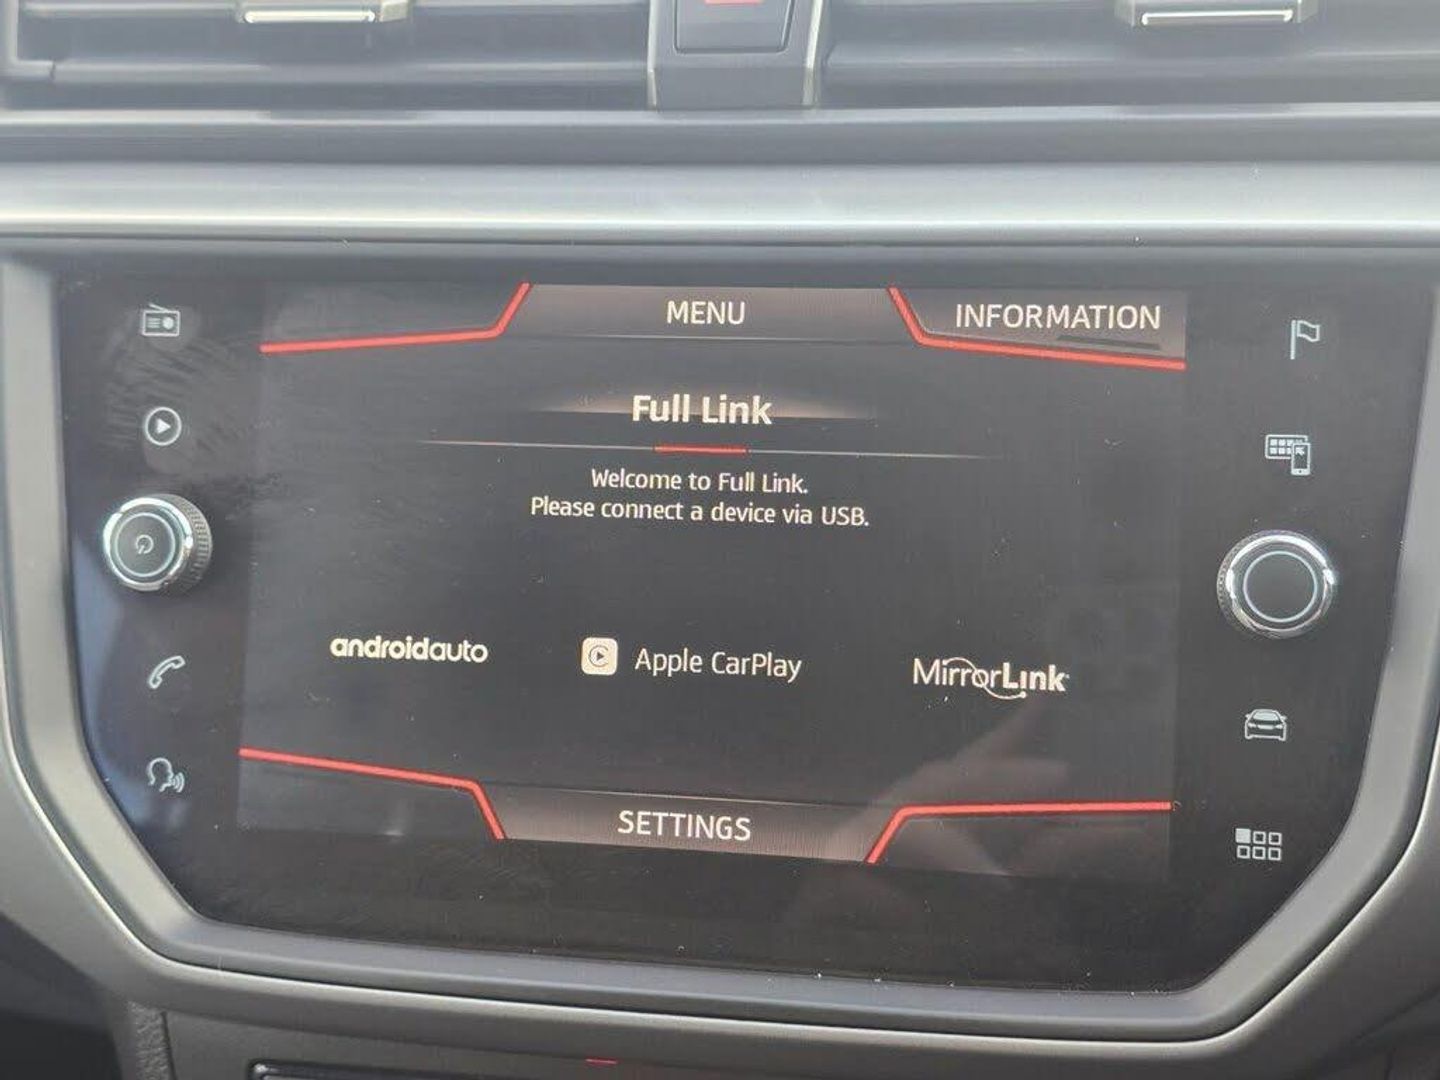 MENU
INFORMATION
Full Link
Welcome to Full Link.
Please connect a device via USB.
androidauto
Apple CarPlay
MirrorLink
SETTINGS